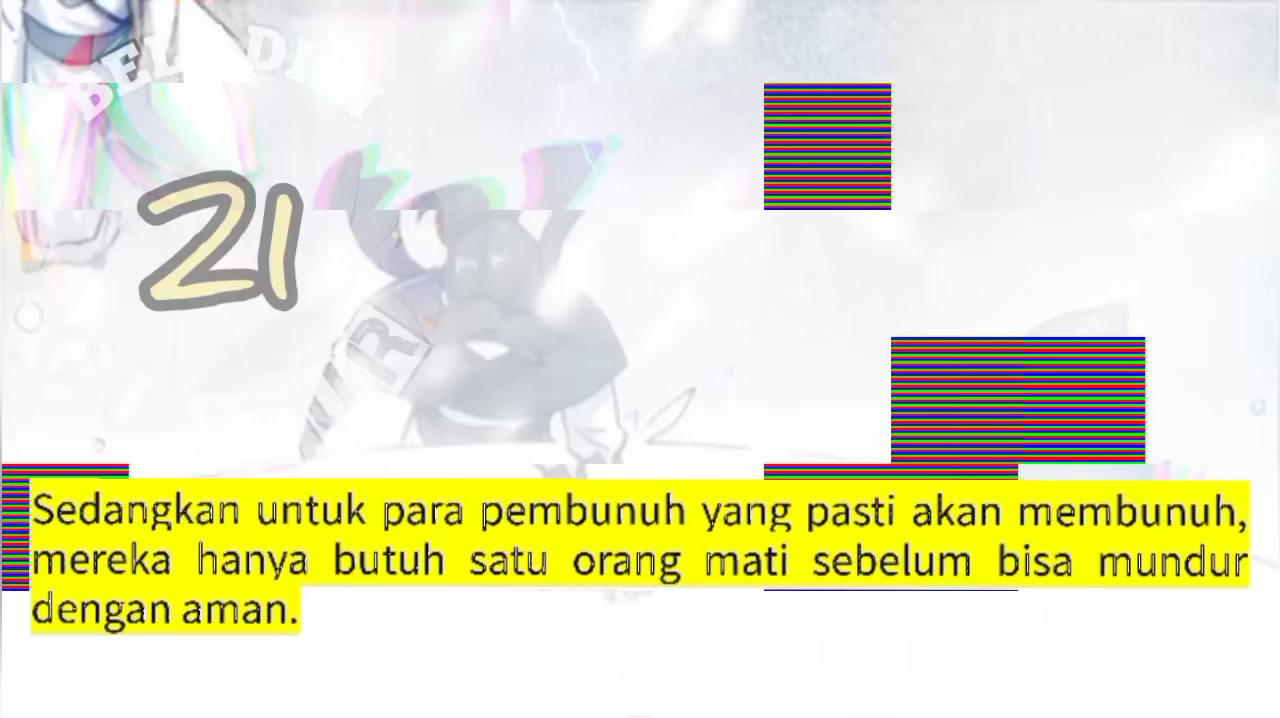 21
Sedangkan untuk para pembunuh yang pasti akan membunuh,
mereka hanya butuh satu orang mati sebelum bisa mundur
dengan aman.